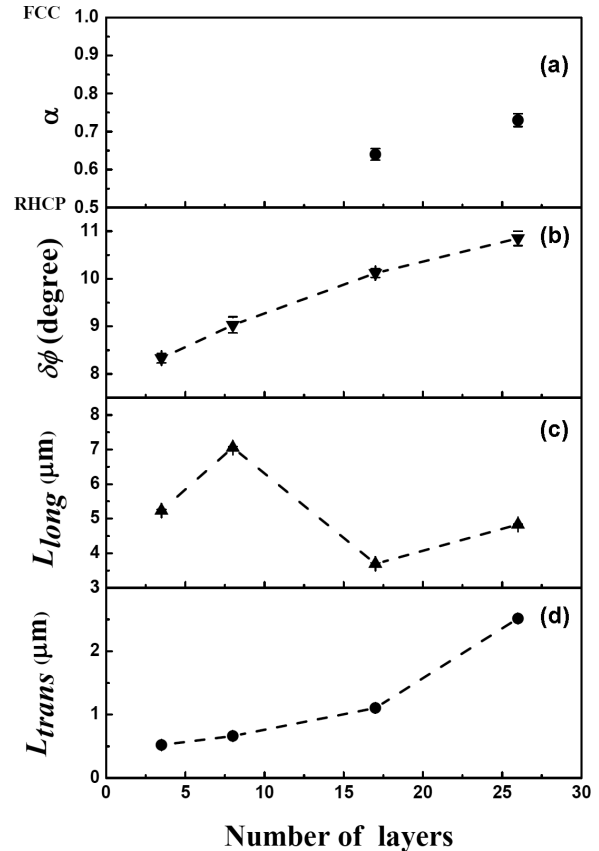 FCC
1.0
0.9
0.8
0.7
0.6
0.5
RHCP
α
(a)
11
10
9
8
δϕ (degree)
(b)
8
7
6
5
4
3
L_long (μm)
(c)
2
1
0
L_trans (μm)
(d)
0 5 10 15 20 25 30
Number of layers